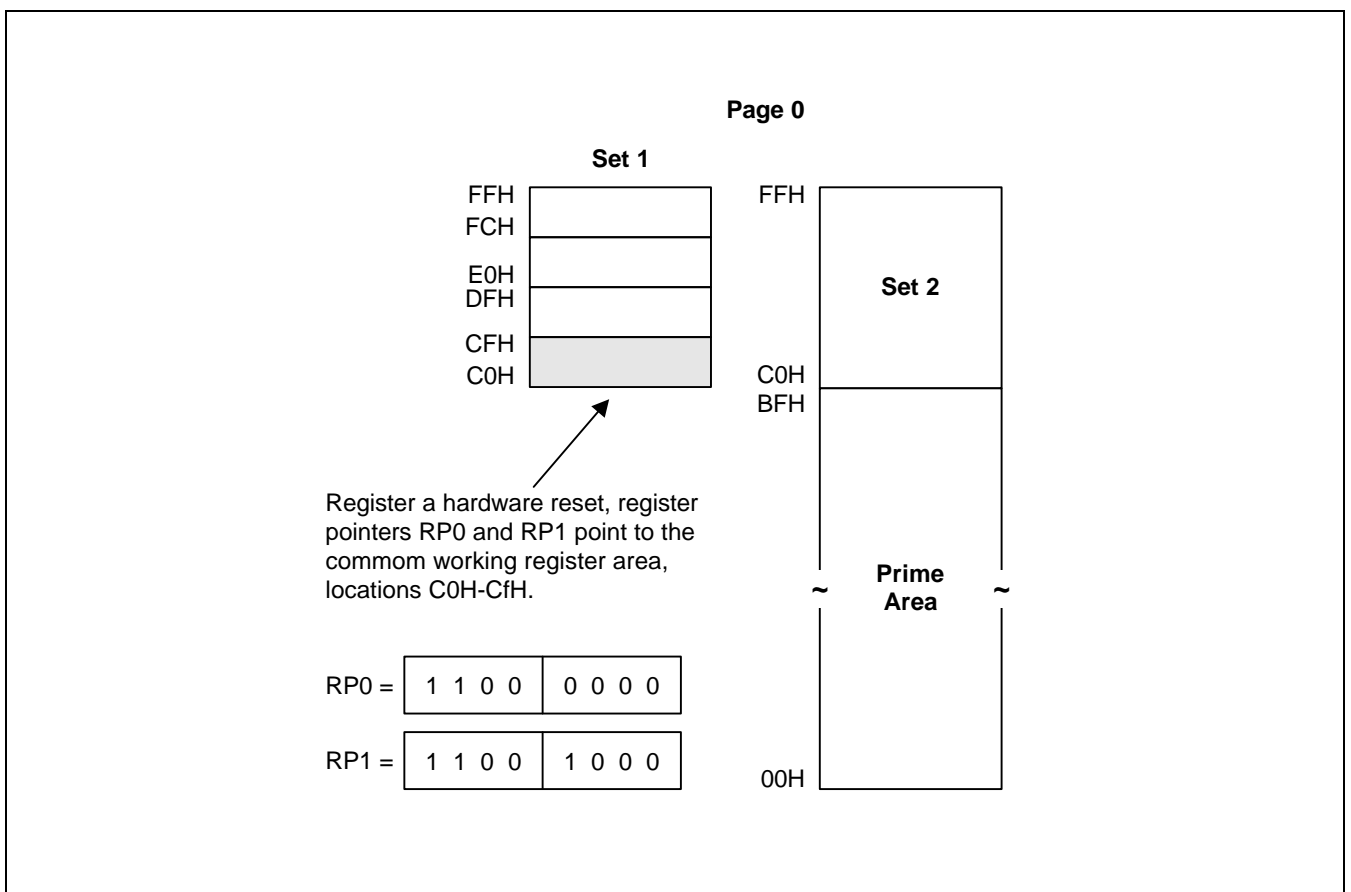 Page 0
Set 1
FFH
FCH
E0H
DFH
CFH
C0H
FFH
Set 2
C0H
BFH
Register a hardware reset, register
pointers RP0 and RP1 point to the
commom working register area,
locations C0H-CfH.
~ Prime ~
Area
RP0 = 1 1 0 0 0 0 0 0
RP1 = 1 1 0 0 1 0 0 0
00H